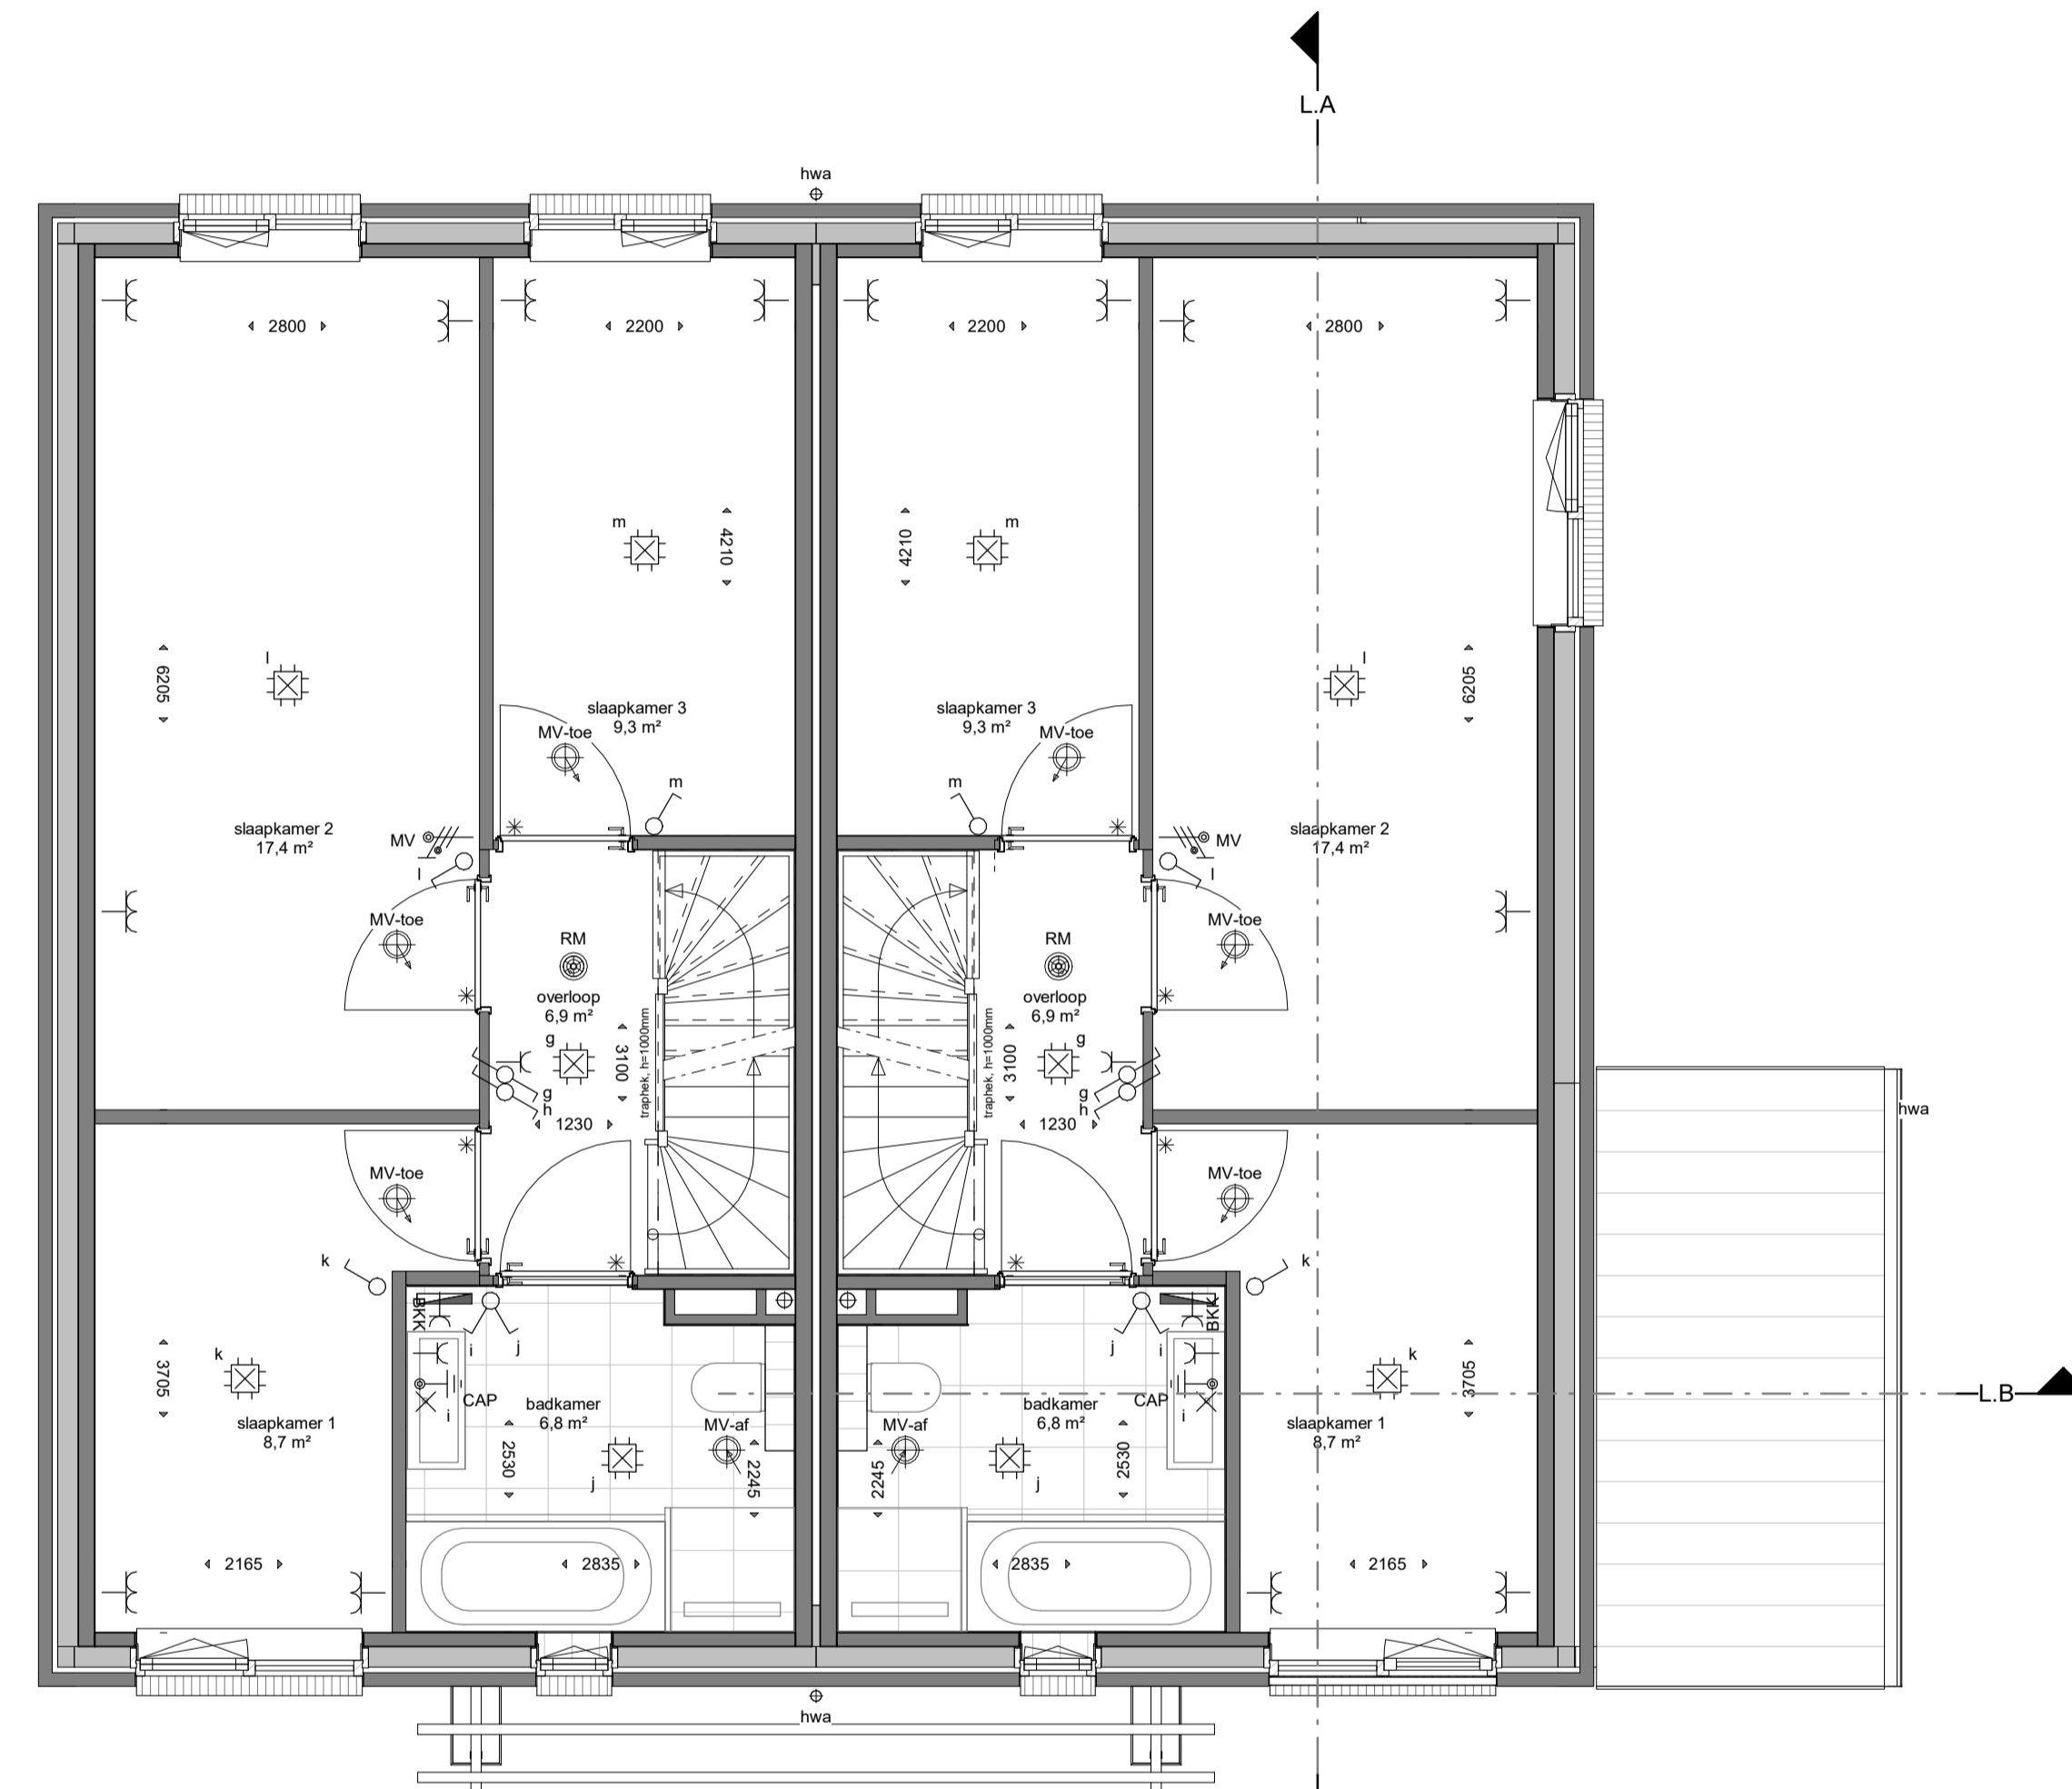 L.A
hwa
2800
2200
2200
2800
m
4210
4210
m
l
6205
l
6205
slaapkamer 3
9,3 m²
MV-toe
slaapkamer 3
9,3 m²
MV-toe
m
m
slaapkamer 2
17,4 m²
MV
l
MV
l
slaapkamer 2
17,4 m²
MV-toe
MV-toe
RM
RM
overloop
6,9 m²
overloop
6,9 m²
g
3100
traphek, h=1000mm
traphek, h=1000mm
3100
g
g
h
g
h
1230
1230
hwa
MV-toe
MV-toe
k
k
BKK
i
j
j
i
BKK
k
3705
k
3705
L.B
CAP
i
badkamer
6,8 m²
badkamer
6,8 m²
CAP
i
slaapkamer 1
8,7 m²
slaapkamer 1
8,7 m²
MV-af
MV-af
2530
j
2245
2245
j
2530
2165
2835
2835
2165
hwa